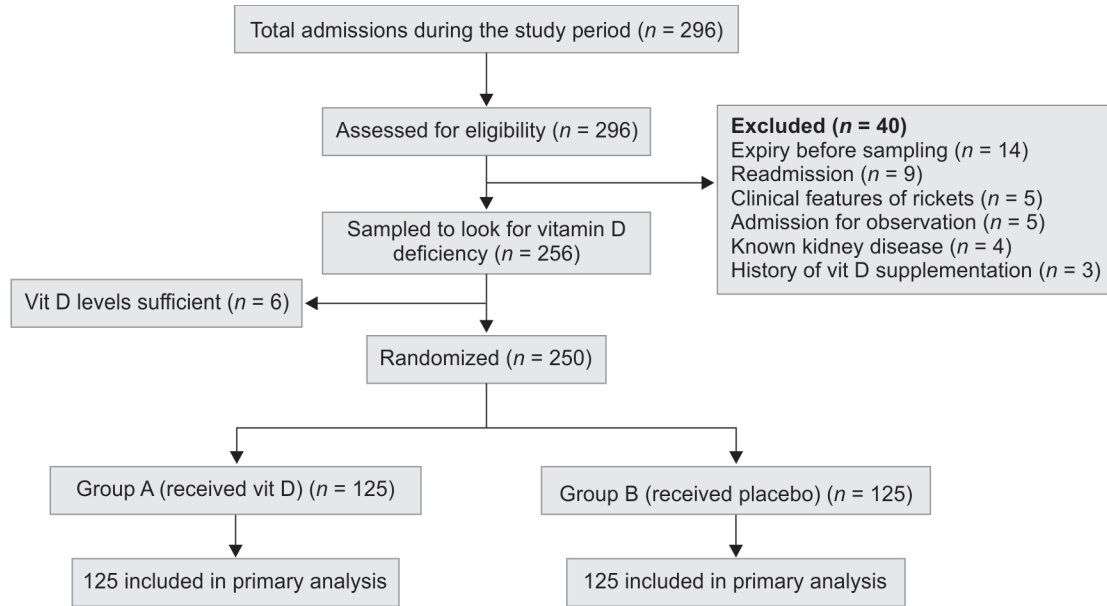 Total admissions during the study period (n = 296)
Assessed for eligibility (n = 296)
Excluded (n = 40)
Expiry before sampling (n = 14)
Readmission (n = 9)
Clinical features of rickets (n = 5)
Admission for observation (n = 5)
Known kidney disease (n = 4)
History of vit D supplementation (n = 3)
Sampled to look for vitamin D
deficiency (n = 256)
Vit D levels sufficient (n = 6)
Randomized (n = 250)
Group A (received vit D) (n = 125)
Group B (received placebo) (n = 125)
125 included in primary analysis
125 included in primary analysis